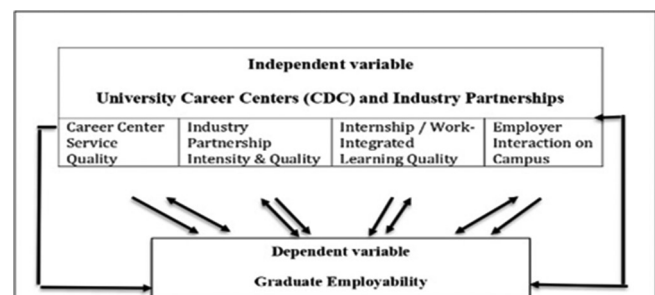 Independent variable
University Career Centers (CDC) and Industry Partnerships
Career Center
Service
Quality
Industry
Partnership
Intensity & Quality
Internship / Work-
Integrated
Learning Quality
Employer
Interaction on
Campus
Dependent variable
Graduate Employability